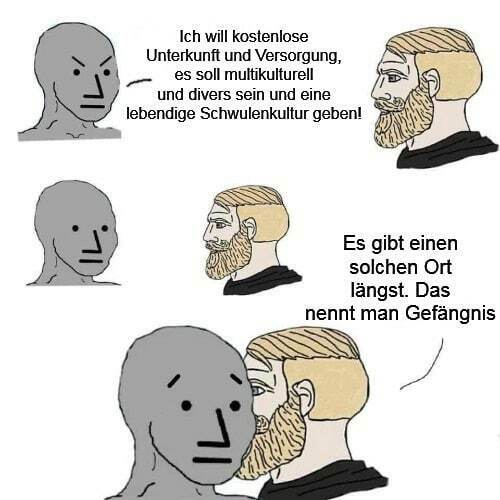 Ich will kostenlose
Unterkunft und Versorgung,
es soll multikulturell
und divers sein und eine
lebendige Schwulenkultur geben!
Es gibt einen
solchen Ort
längst. Das
nennt man Gefängnis